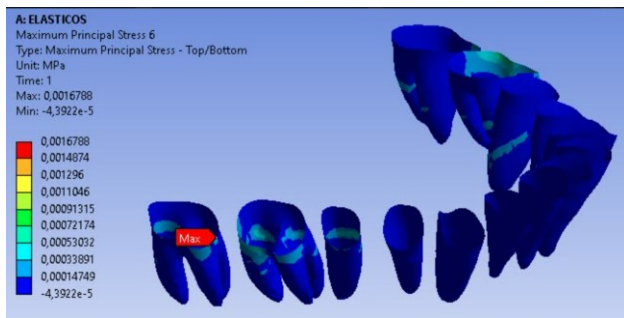 A: ELASTICOS
Maximum Principal Stress 6
Type: Maximum Principal Stress - Top/Bottom
Unit: MPa
Time: 1
Max: 0,0016788
Min: -4,3922e-5
0,0016788
0,0014874
0,001296
0,0011046
0,00091315
0,00072174
0,00053032
0,00033891
0,00014749
-4,3922e-5
Max